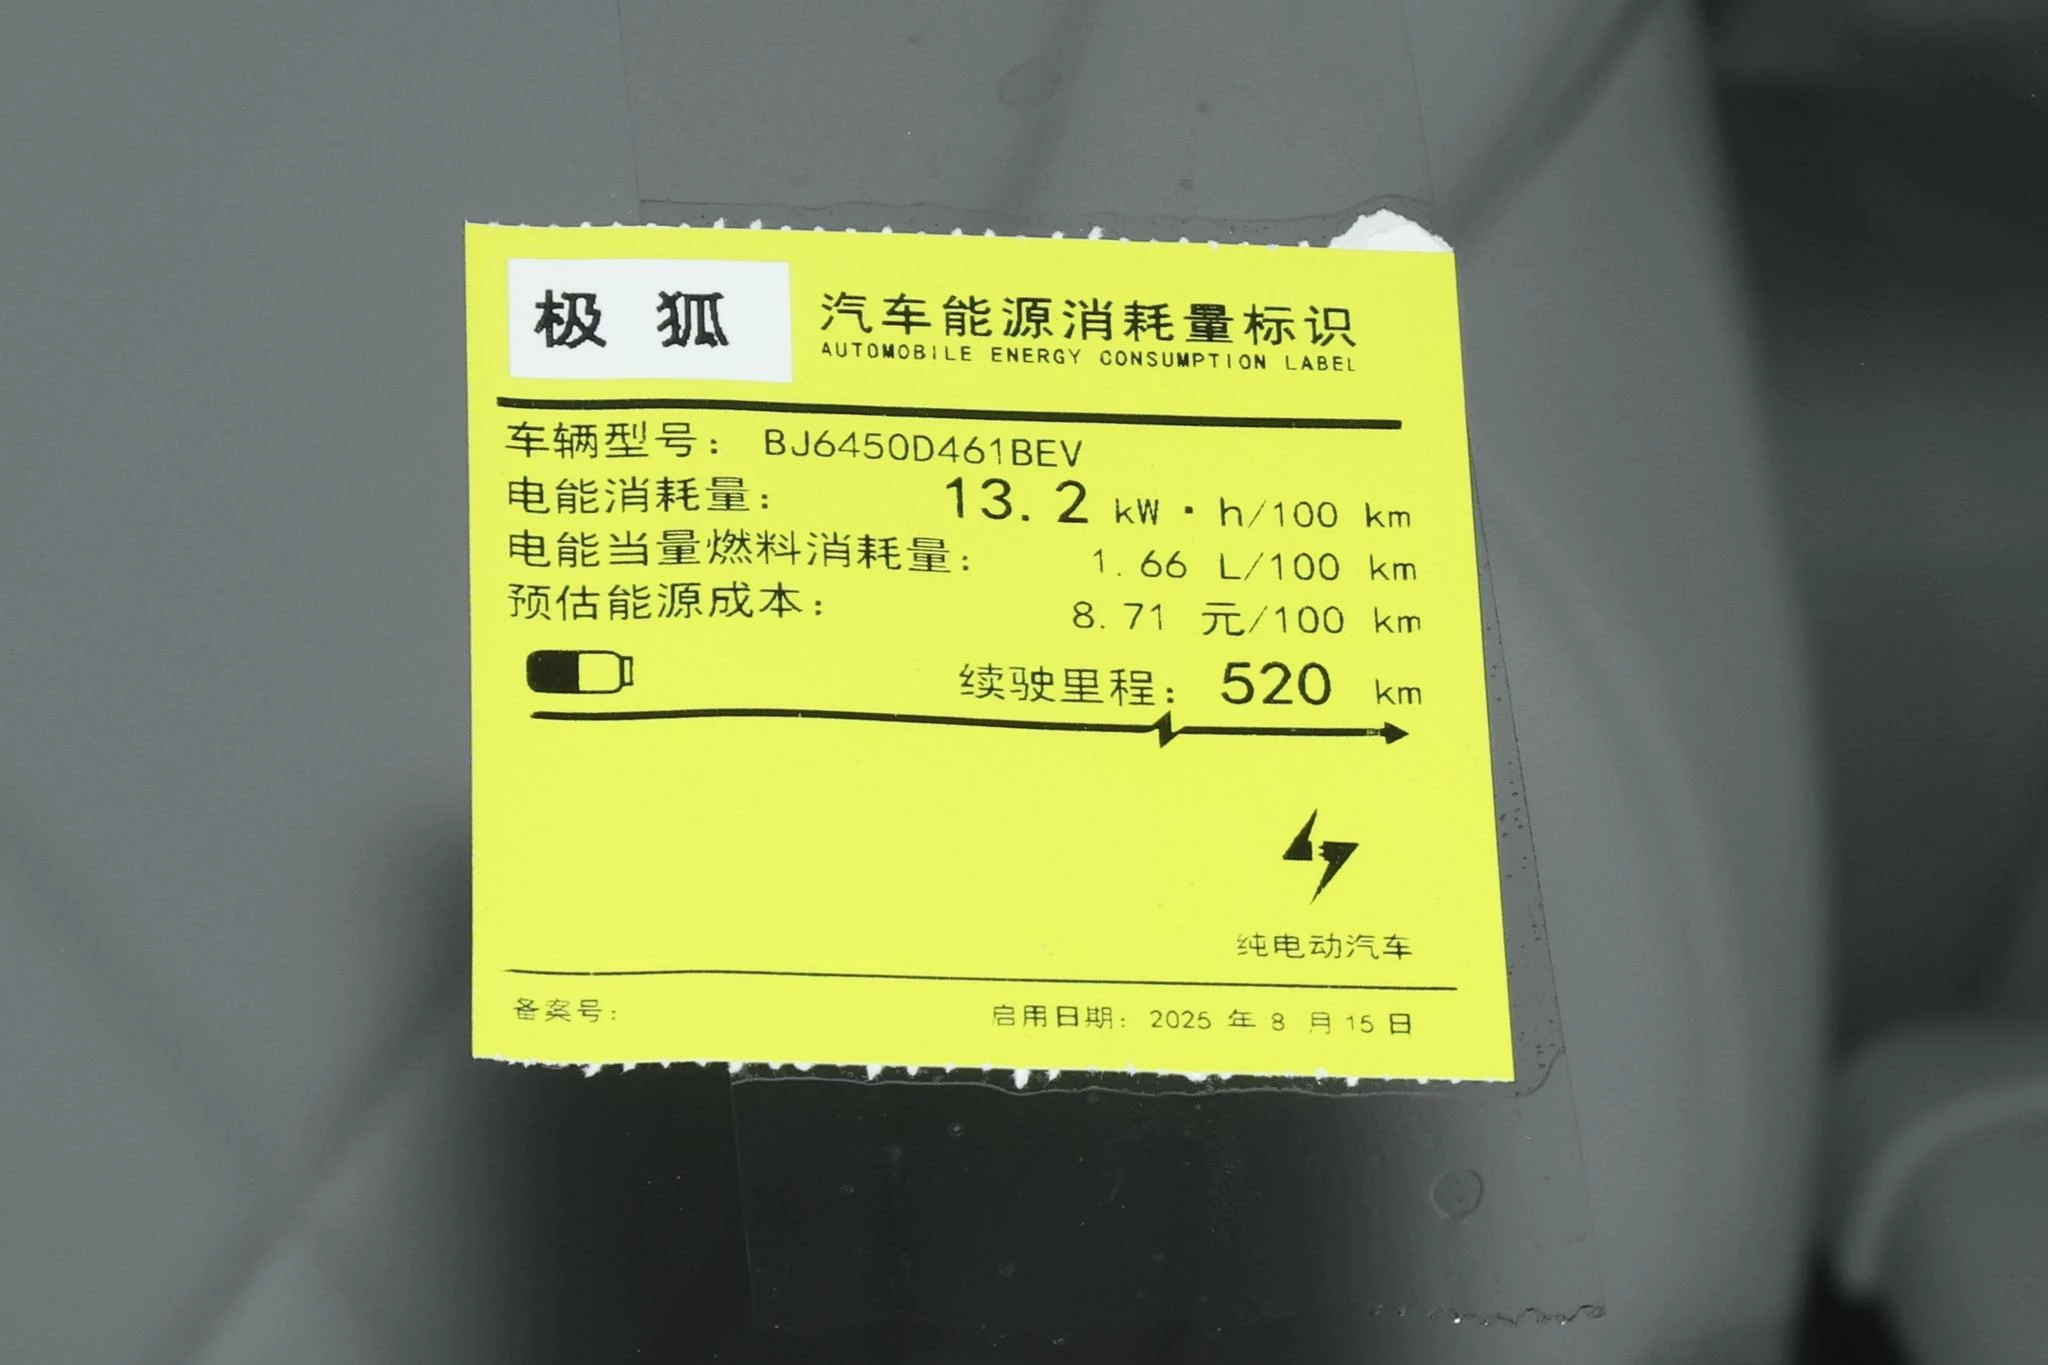 极 狐
汽车能源消耗量标识
AUTOMOBILE ENERGY CONSUMPTION LABEL
车辆型号： BJ6450D461BEV
电能消耗量： 13.2 kW·h/100 km
电能当量燃料消耗量： 1.66 L/100 km
预估能源成本： 8.71 元/100 km
续驶里程： 520 km
纯电动汽车
备案号：
启用日期： 2025 年 8 月 15 日